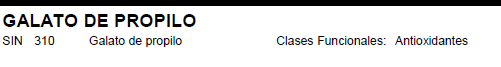 GALATO DE PROPILO
SIN 310 Galato de propilo Clases Funcionales: Antioxidantes